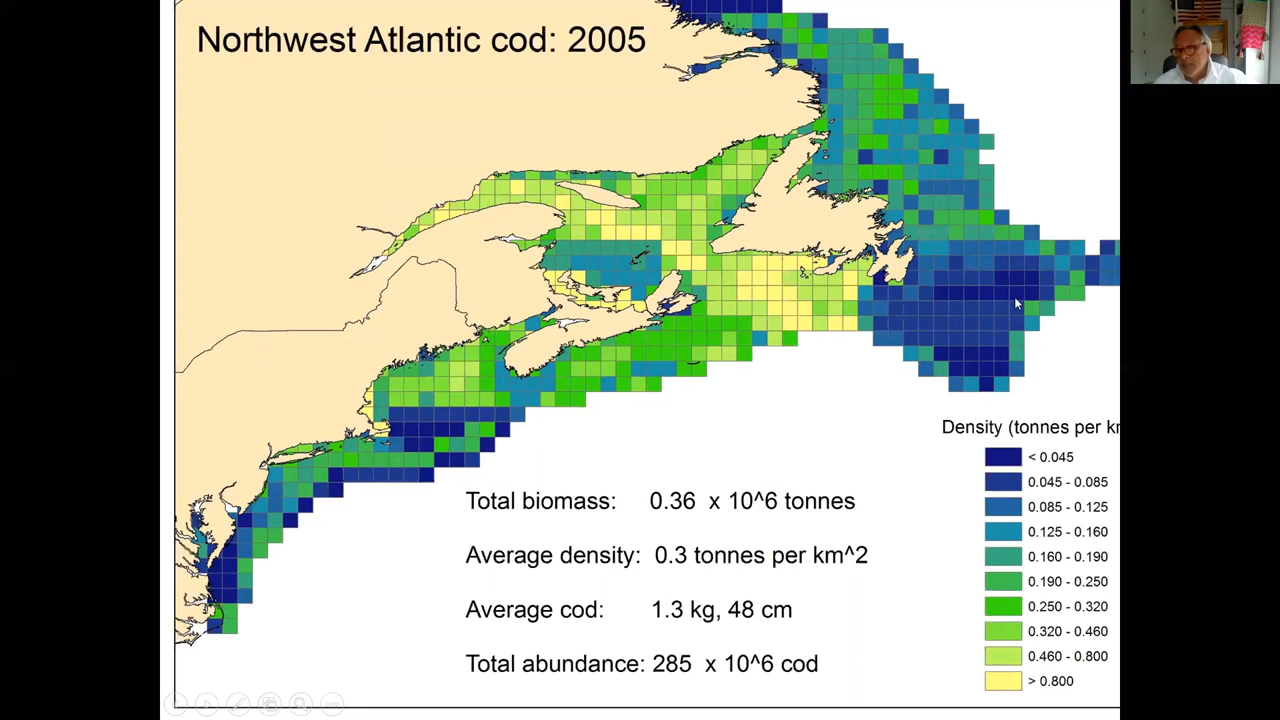 Northwest Atlantic cod: 2005
Density (tonnes per kr
< 0.045
0.045 - 0.085
0.085 - 0.125
0.125 - 0.160
0.160 - 0.190
0.190 - 0.250
0.250 - 0.320
0.320 - 0.460
0.460 - 0.800
> 0.800
Total biomass: 0.36 x 10^6 tonnes
Average density: 0.3 tonnes per km^2
Average cod: 1.3 kg, 48 cm
Total abundance: 285 x 10^6 cod